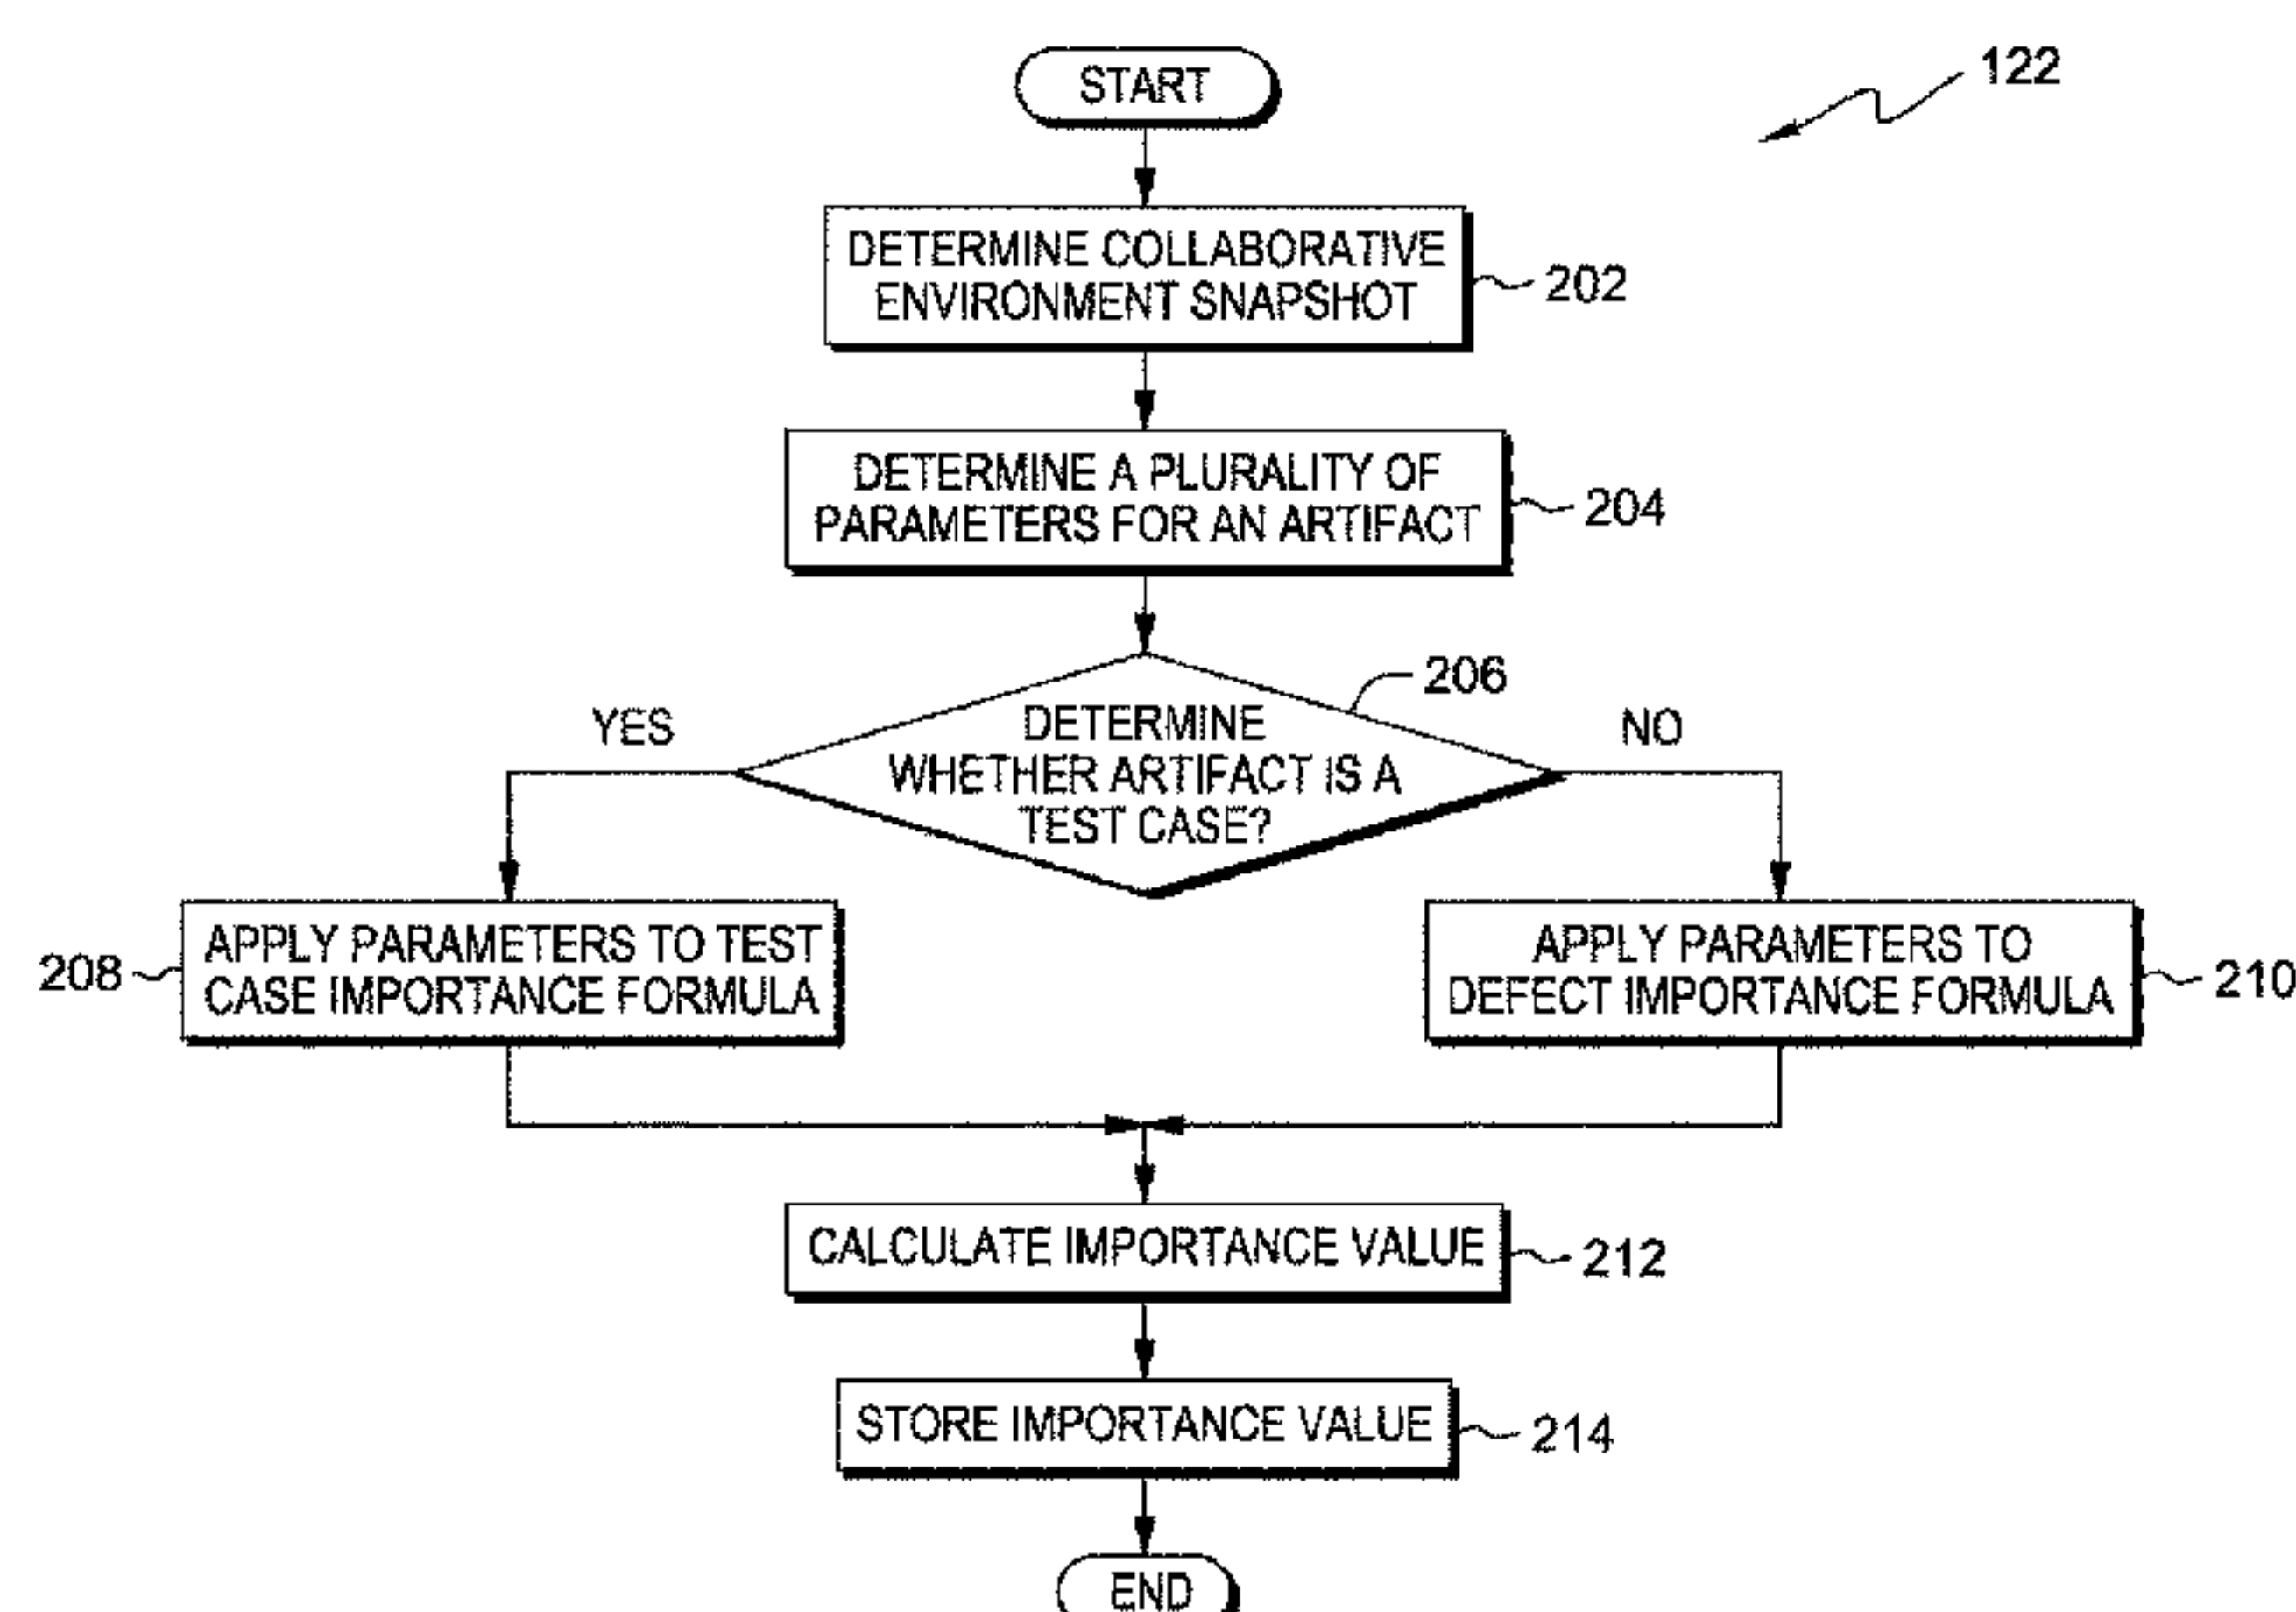 START
122
DETERMINE COLLABORATIVE
ENVIRONMENT SNAPSHOT
202
DETERMINE A PLURALITY OF
PARAMETERS FOR AN ARTIFACT
204
206
YES
NO
DETERMINE
WHETHER ARTIFACT IS A
TEST CASE?
208
APPLY PARAMETERS TO TEST
CASE IMPORTANCE FORMULA
APPLY PARAMETERS TO
DEFECT IMPORTANCE FORMULA
210
CALCULATE IMPORTANCE VALUE
212
STORE IMPORTANCE VALUE
214
END